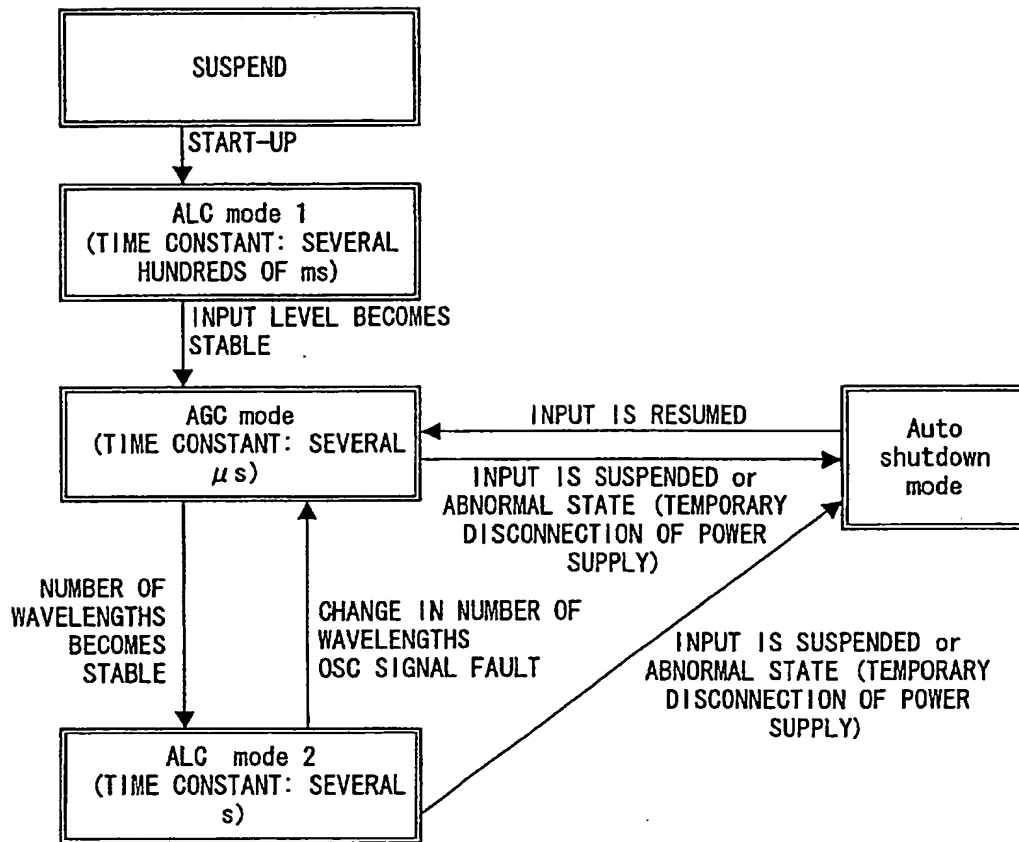 SUSPEND
START-UP
ALC mode 1
(TIME CONSTANT: SEVERAL
HUNDREDS OF ms)
INPUT LEVEL BECOMES
STABLE
AGC mode
(TIME CONSTANT: SEVERAL
μs)
INPUT IS RESUMED
Auto
shutdown
mode
INPUT IS SUSPENDED or
ABNORMAL STATE (TEMPORARY
DISCONNECTION OF POWER
SUPPLY)
NUMBER OF
WAVELENGTHS
BECOMES
STABLE
CHANGE IN NUMBER OF
WAVELENGTHS
OSC SIGNAL FAULT
INPUT IS SUSPENDED or
ABNORMAL STATE (TEMPORARY
DISCONNECTION OF POWER
SUPPLY)
ALC mode 2
(TIME CONSTANT: SEVERAL
s)